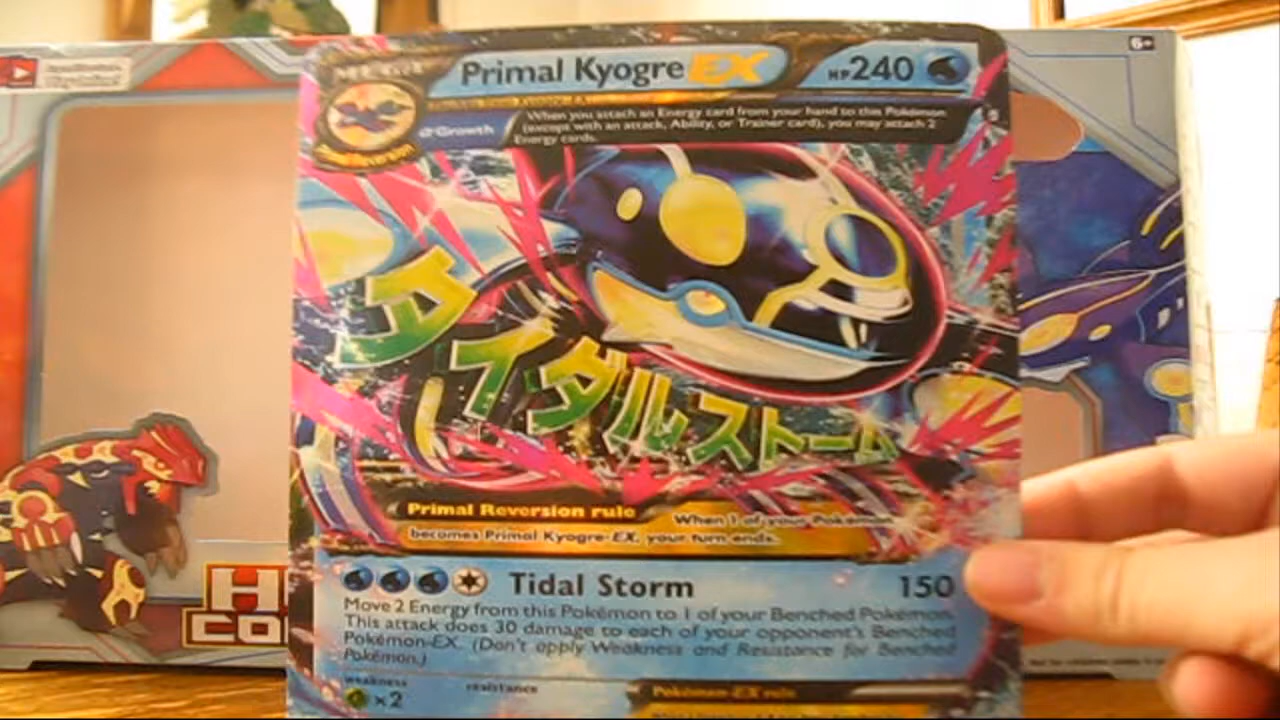 6+
MEGA
Primal Kyogre EX
HP 240
α Growth
When you attach an Energy card from your hand to this Pokémon
(except with an attack, Ability, or Trainer card), you may attach 2
Energy cards.
タイダルストーム
Primal Reversion rule
When 1 of your Pokémon
becomes Primal Kyogre-EX, your turn ends.
Tidal Storm 150
Move 2 Energy from this Pokémon to 1 of your Benched Pokémon.
This attack does 30 damage to each of your opponent's Benched
Pokémon-EX. (Don't apply Weakness and Resistance for Benched
Pokémon.)
weakness
resistance
×2
Pokémon-EX rule
H
CO